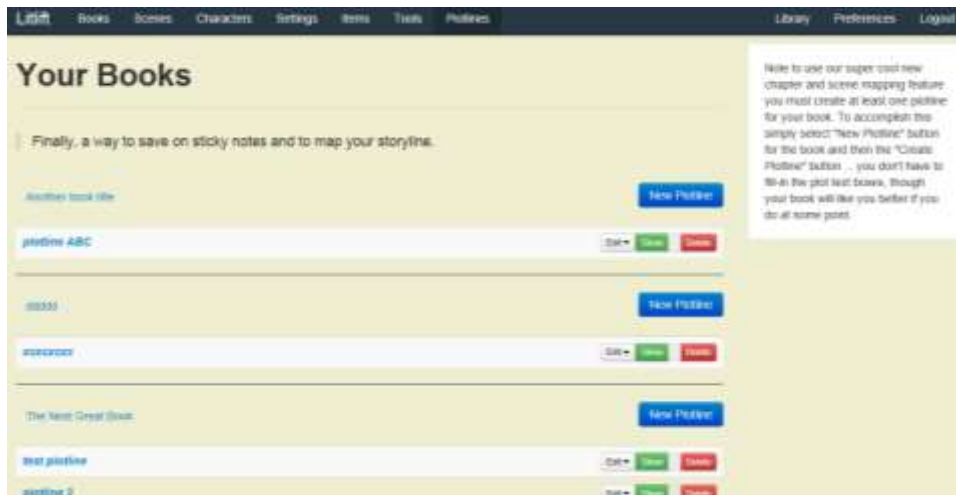 Books Scenes Characters Settings Items Tools Plotlines Library Preferences Logout
Your Books
Finally, a way to save on sticky notes and to map your storyline.
Another book title New Plotline
plotline ABC Edit View Delete
New Plotline
Edit View Delete
The Next Great Book New Plotline
test plotline Edit View Delete
plotline 2
Note to use our super cool new
chapter and scene mapping feature
you must create at least one plotline
for your book. To accomplish this
simply select "New Plotline" button
for the book and then the "Create
Plotline" button ... you don't have to
fill-in the plot text boxes, though
your book will like you better if you
do at some point.